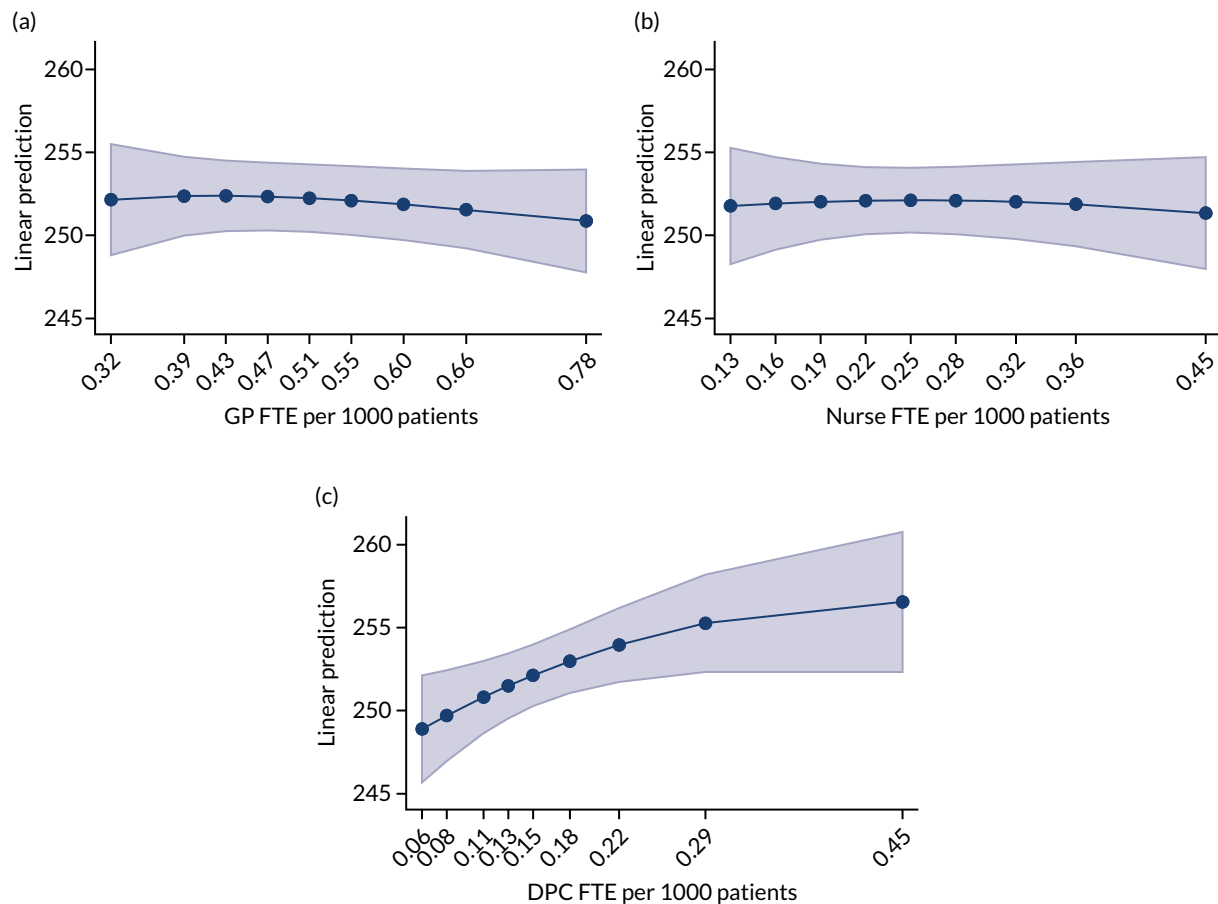 (a)
260
255
250
245
Linear prediction
0.32 0.39 0.43 0.47 0.51 0.55 0.60 0.66 0.78
GP FTE per 1000 patients
(b)
260
255
250
245
Linear prediction
0.13 0.16 0.19 0.22 0.25 0.28 0.32 0.36 0.45
Nurse FTE per 1000 patients
(c)
260
255
250
245
Linear prediction
0.06 0.08 0.11 0.13 0.15 0.18 0.22 0.29 0.45
DPC FTE per 1000 patients